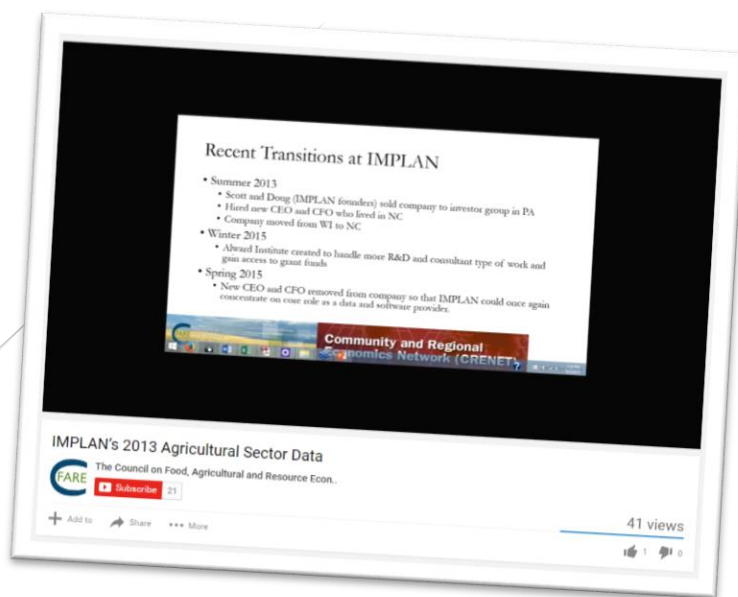 Recent Transitions at IMPLAN
• Summer 2013
• Scott and Doug (IMPLAN founders) sold company to investor group in PA
• Hired new CEO and CFO who lived in NC
• Company moved from WI to NC
• Winter 2015
• Alward Institute created to handle more R&D and consultant type of work and
gain access to grant funds
• Spring 2015
• New CEO and CFO removed from company so that IMPLAN could once again
concentrate on core role as a data and software provider.
FARE
Community and Regional
Economics Network (CRENET)
IMPLAN's 2013 Agricultural Sector Data
FARE
The Council on Food, Agricultural and Resource Econ..
Subscribe 21
Add to Share More
41 views
1 0